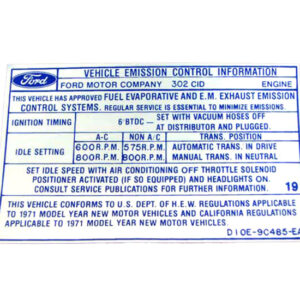 Ford
VEHICLE EMISSION CONTROL INFORMATION
FORD MOTOR COMPANY 302 CID ENGINE
THIS VEHICLE HAS APPROVED FUEL EVAPORATIVE AND E.M. EXHAUST EMISSION
CONTROL SYSTEMS. REGULAR SERVICE IS ESSENTIAL TO MINIMIZE EMISSIONS.
IGNITION TIMING 6°BTDC - SET WITH VACUUM HOSES OFF
AT DISTRIBUTOR AND PLUGGED.
A-C NON A/C TRANS. POSITION
IDLE SETTING 600R.P.M. 575R.P.M. AUTOMATIC TRANS. IN DRIVE
800R.P.M. 800R.P.M. MANUAL TRANS. IN NEUTRAL
SET IDLE SPEED WITH AIR CONDITIONING OFF THROTTLE SOLENOID
POSITIONER ACTIVATED (IF SO EQUIPPED) AND HEADLIGHTS ON.
CONSULT SERVICE PUBLICATIONS FOR FURTHER INFORMATION. 19
THIS VEHICLE CONFORMS TO U.S. DEPT. OF H.E.W. REGULATIONS APPLICABLE
TO 1971 MODEL YEAR NEW MOTOR VEHICLES AND CALIFORNIA REGULATIONS
APPLICABLE TO 1971 MODEL YEAR NEW MOTOR VEHICLES.
D1OE-9C485-EA